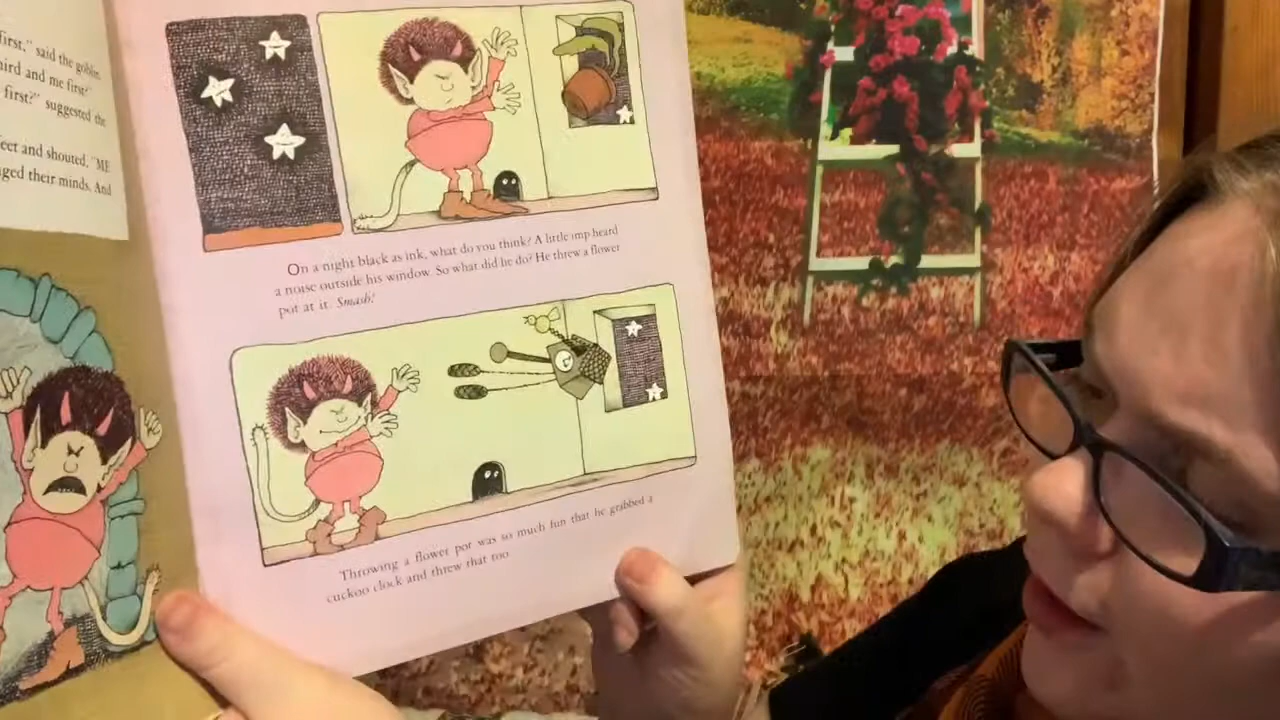 first," said the goblin.
hird and me first?"
first?" suggested the
eet and shouted, "ME
ged their minds. And
On a night black as ink, what do you think? A little imp heard
a noise outside his window. So what did he do? He threw a flower
pot at it. Smash!
Throwing a flower pot was so much fun that he grabbed a
cuckoo clock and threw that too.